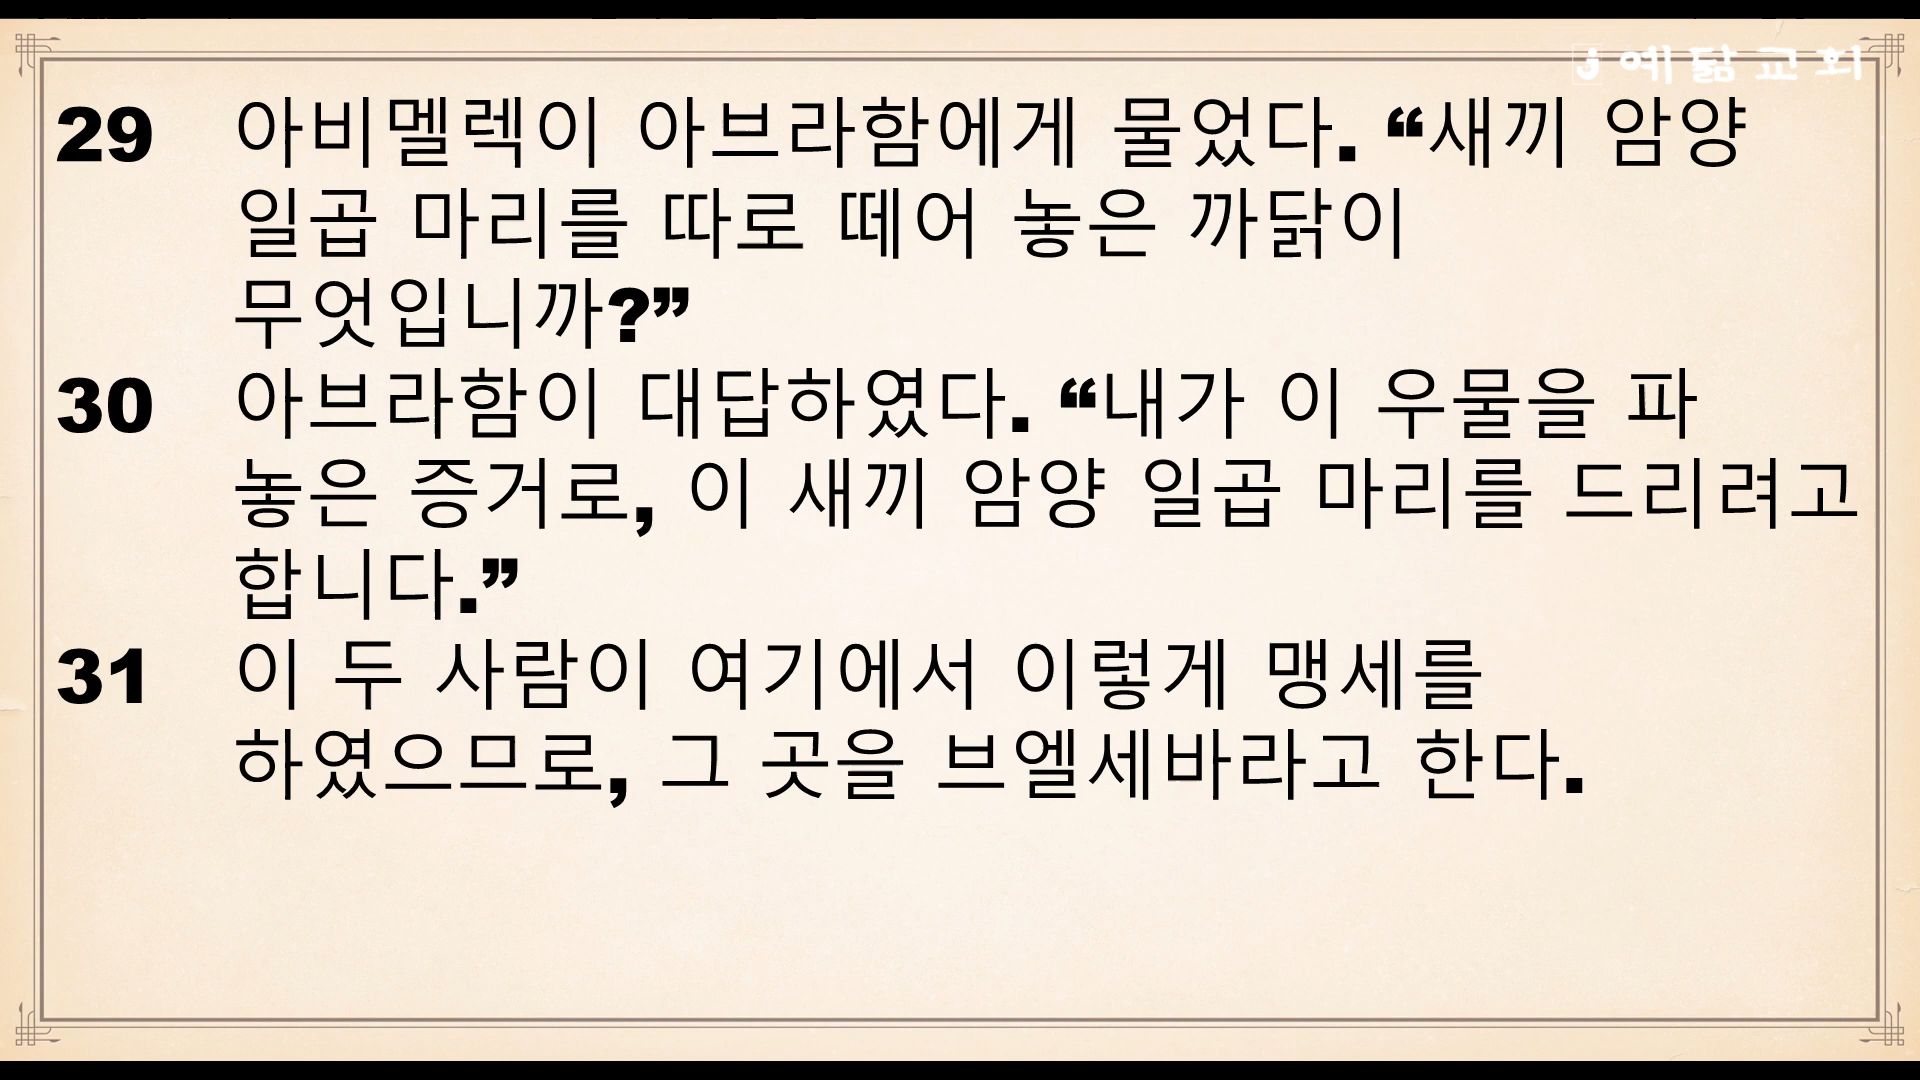 예닮교회
29 아비멜렉이 아브라함에게 물었다. “새끼 암양
일곱 마리를 따로 떼어 놓은 까닭이
무엇입니까?”
30 아브라함이 대답하였다. “내가 이 우물을 파
놓은 증거로, 이 새끼 암양 일곱 마리를 드리려고
합니다.”
31 이 두 사람이 여기에서 이렇게 맹세를
하였으므로, 그 곳을 브엘세바라고 한다.